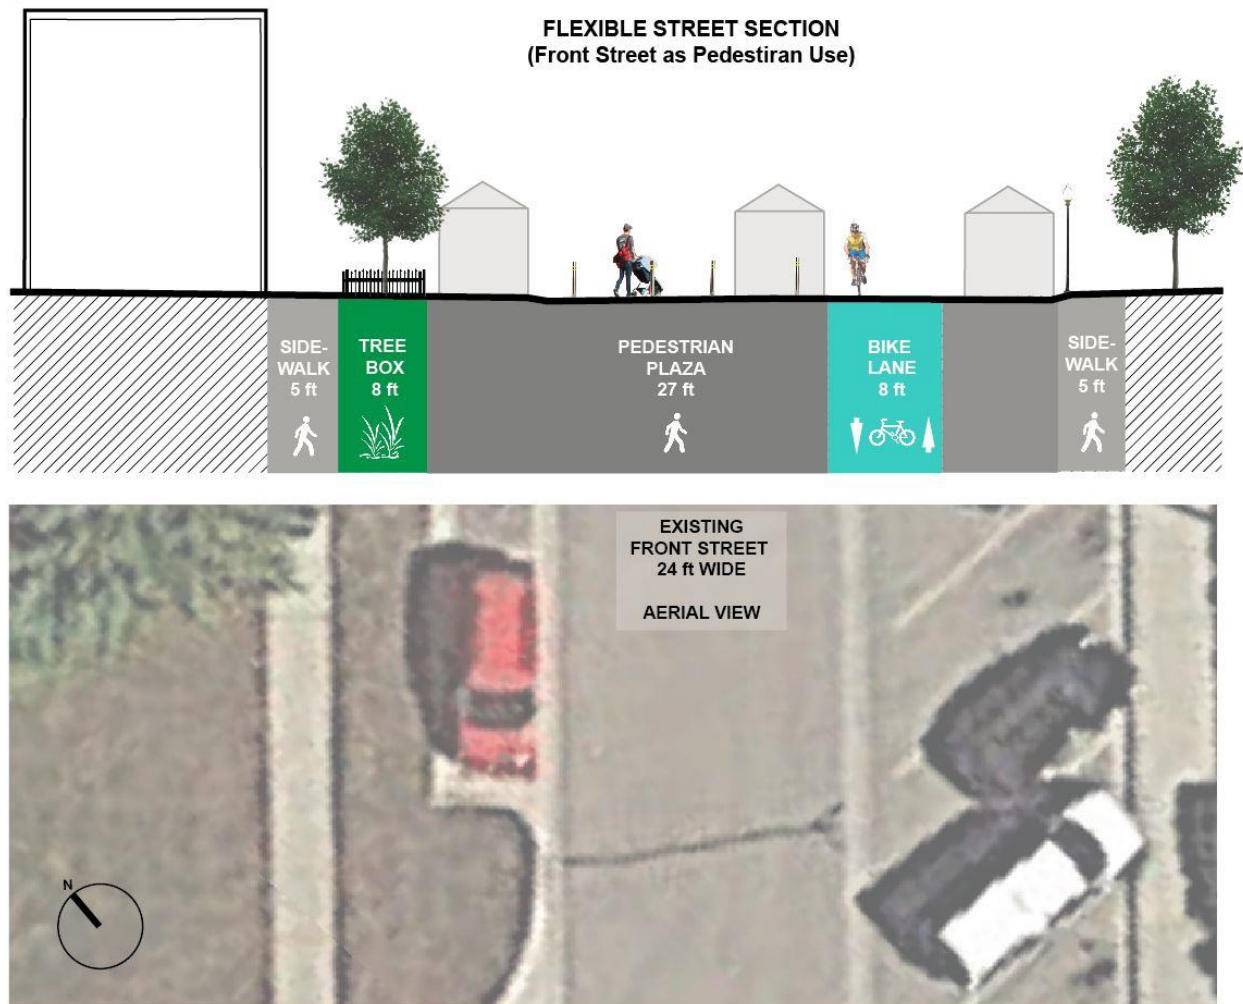 FLEXIBLE STREET SECTION
(Front Street as Pedestiran Use)
SIDE-
WALK
5 ft
TREE
BOX
8 ft
PEDESTRIAN
PLAZA
27 ft
BIKE
LANE
8 ft
SIDE-
WALK
5 ft
EXISTING
FRONT STREET
24 ft WIDE
AERIAL VIEW
N